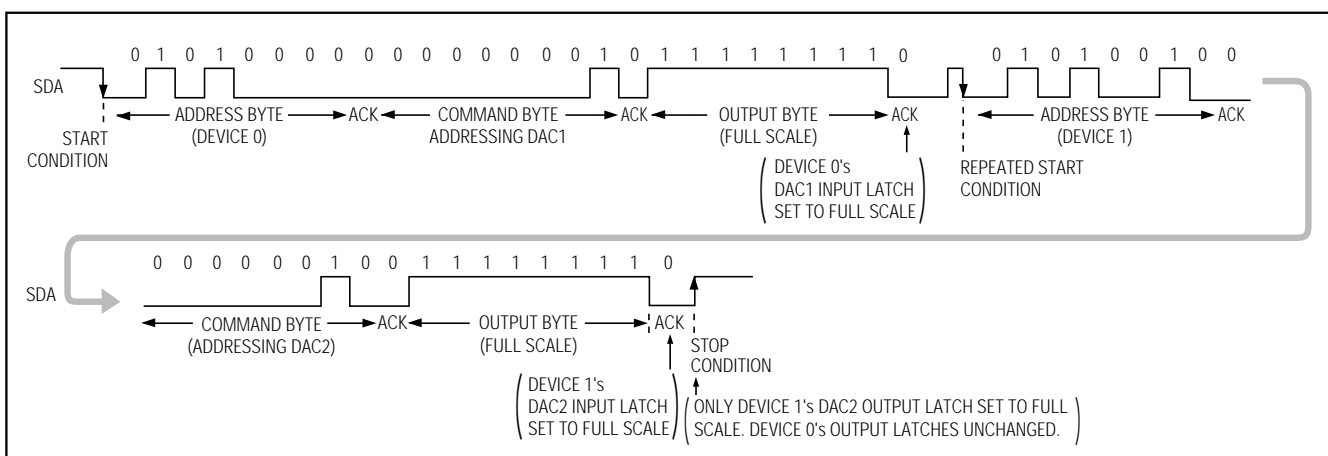 0 1 0 1 0 0 0 0 0 0 0 0 0 0 0 0 1 0 1 1 1 1 1 1 1 1 0 0 1 0 1 0 0 1 0 0
SDA
ADDRESS BYTE ACK COMMAND BYTE ACK OUTPUT BYTE ACK ADDRESS BYTE ACK
(DEVICE 0) ADDRESSING DAC1 (FULL SCALE) (DEVICE 1)
START
CONDITION
(DEVICE 0's
DAC1 INPUT LATCH
SET TO FULL SCALE)
REPEATED START
CONDITION
0 0 0 0 0 0 1 0 0 1 1 1 1 1 1 1 1 0
SDA
COMMAND BYTE ACK OUTPUT BYTE ACK
(ADDRESSING DAC2) (FULL SCALE)
STOP
CONDITION
(DEVICE 1's
DAC2 INPUT LATCH
SET TO FULL SCALE)
(ONLY DEVICE 1's DAC2 OUTPUT LATCH SET TO FULL
SCALE. DEVICE 0's OUTPUT LATCHES UNCHANGED.)